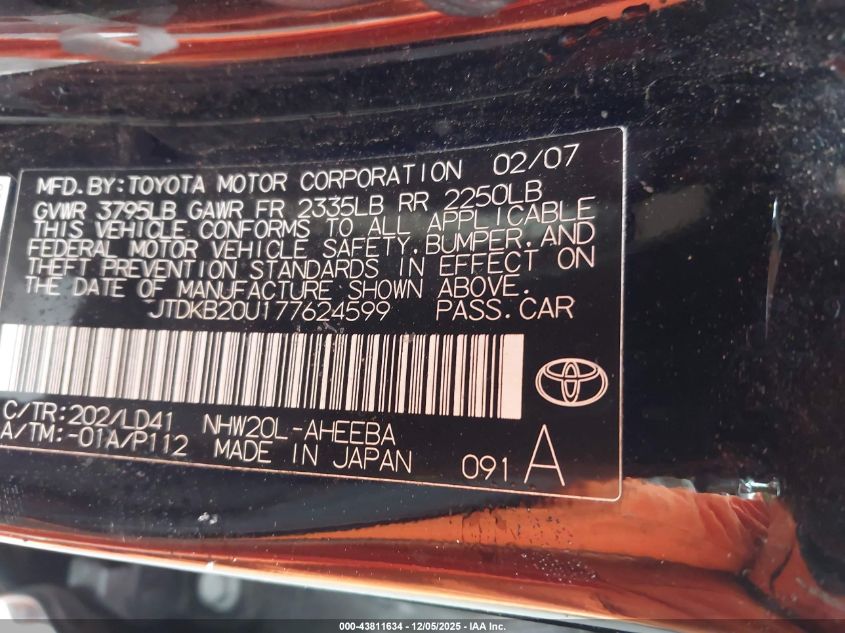 MFD. BY: TOYOTA MOTOR CORPORATION 02/07
GVWR 3795LB GAWR FR 2335LB RR 2250LB
THIS VEHICLE CONFORMS TO ALL APPLICABLE
FEDERAL MOTOR VEHICLE SAFETY, BUMPER, AND
THEFT PREVENTION STANDARDS IN EFFECT ON
THE DATE OF MANUFACTURE SHOWN ABOVE.
JTDKB20U177624599 PASS. CAR
C/TR: 202/LD41 NHW20L-AHEEBA
A/TM: -01A/P112 MADE IN JAPAN 091 A
000-43811634 - 12/05/2025 - IAA Inc.